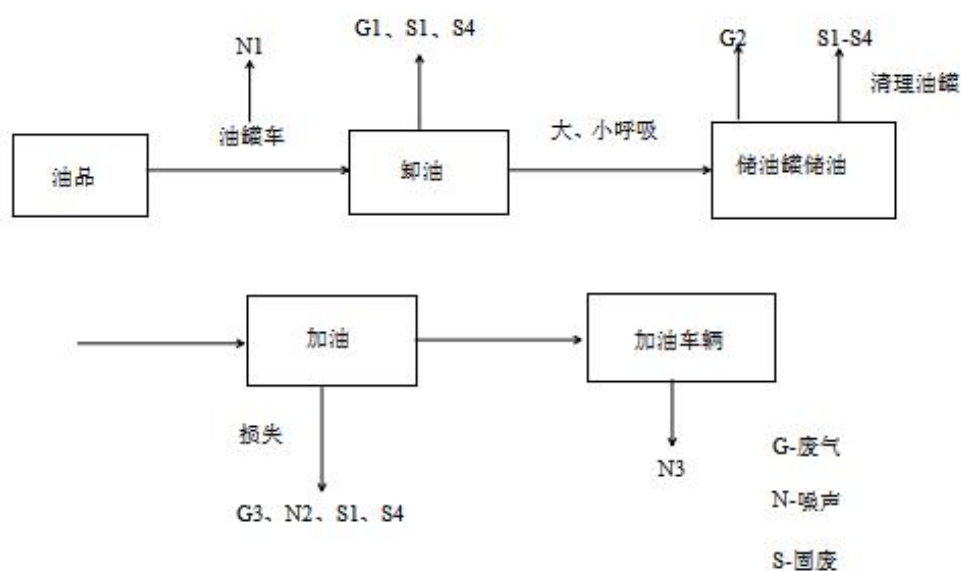 N1
G1、S1、S4
G2
S1-S4
清理油罐
油罐车
大、小呼吸
油品
卸油
储油罐储油
加油
加油车辆
损失
N3
G3、N2、S1、S4
G-废气
N-噪声
S-固废